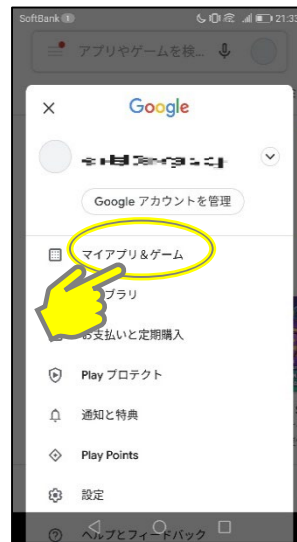 SoftBank 1 21:33
アプリやゲームを検...
Google
Google アカウントを管理
マイアプリ&ゲーム
ブラリ
お支払いと定期購入
Play プロテクト
通知と特典
Play Points
設定
ヘルプとフィードバック